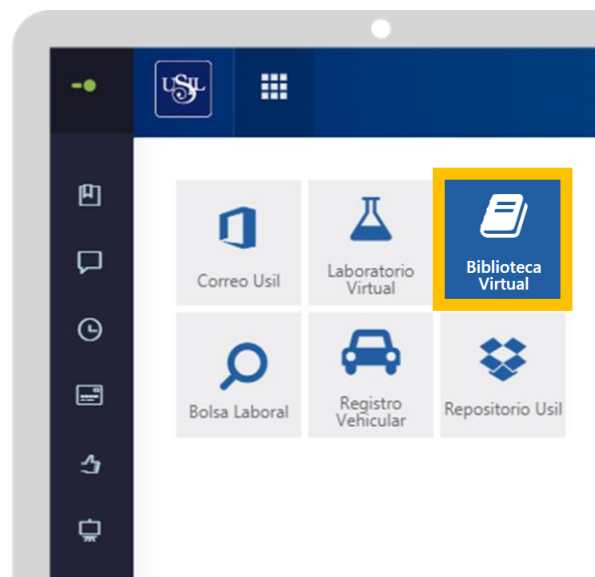 USIL
Correo Usil
Laboratorio
Virtual
Biblioteca
Virtual
Bolsa Laboral
Registro
Vehicular
Repositorio Usil